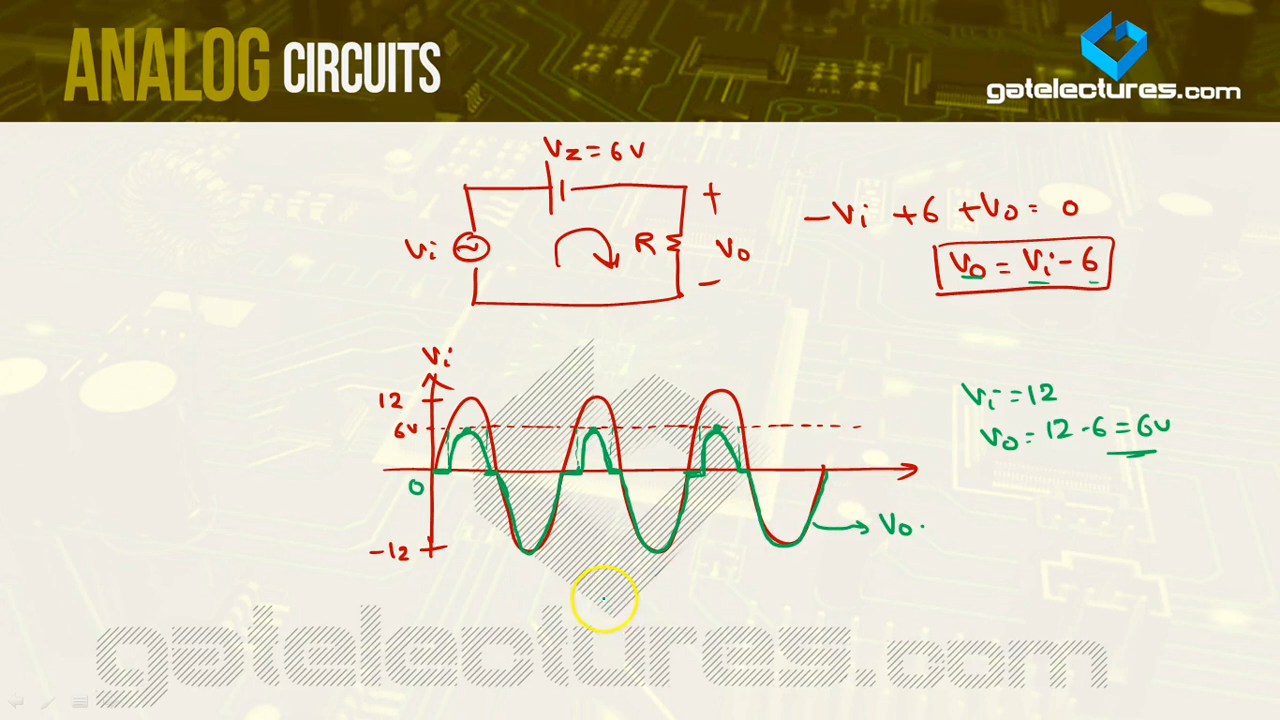 ANALOG CIRCUITS
gatelectures.com
Vz = 6V
Vi
R
+
Vo
−
-Vi + 6 + Vo = 0
Vo = Vi - 6
Vi
12
6V
0
-12
Vo.
Vi = 12
Vo = 12 - 6 = 6V
gatelectures.com